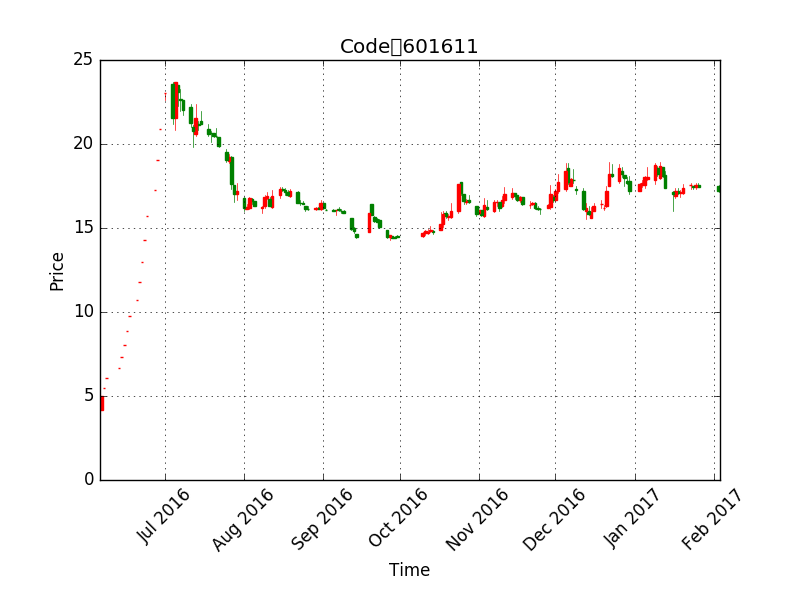 Code▯601611
25
20
15
10
5
0
Price
Jul 2016
Aug 2016
Sep 2016
Oct 2016
Nov 2016
Dec 2016
Jan 2017
Feb 2017
Time